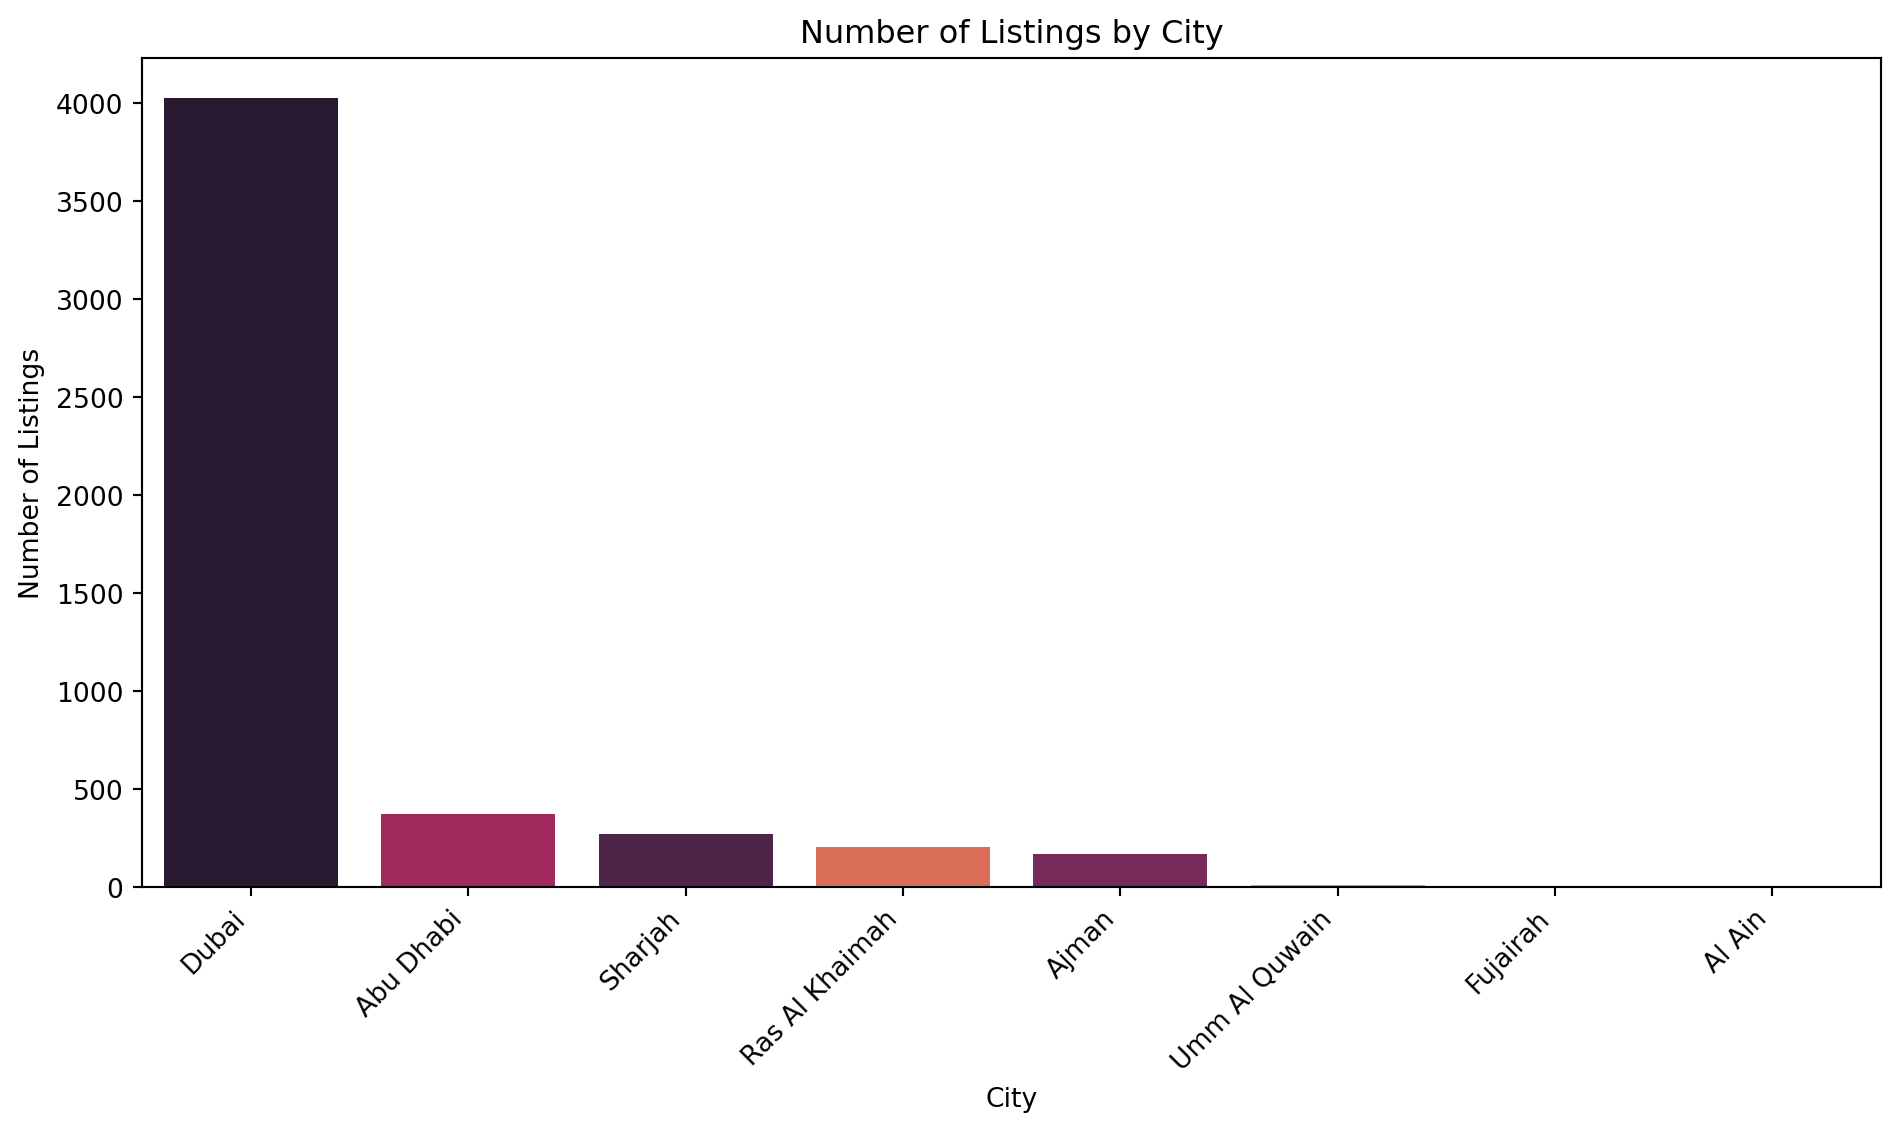 Number of Listings by City
4000
3500
3000
2500
2000
1500
1000
500
0
Number of Listings
Dubai
Abu Dhabi
Sharjah
Ras Al Khaimah
Ajman
Umm Al Quwain
Fujairah
Al Ain
City